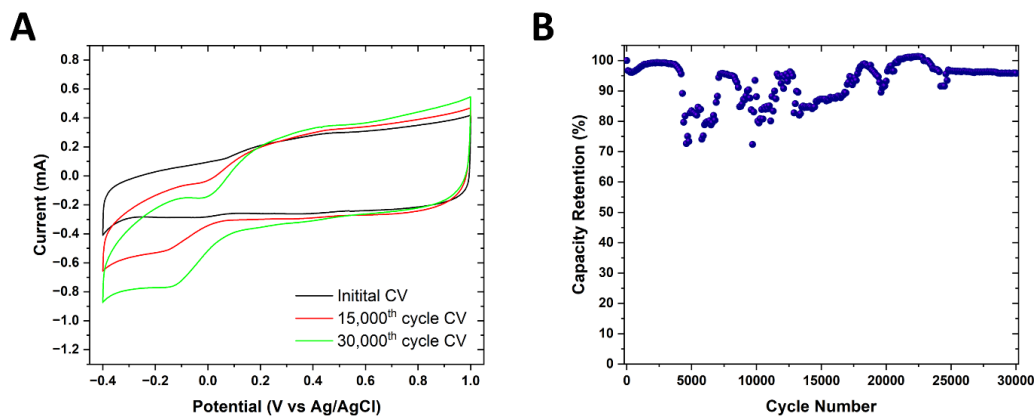 A
B
0.8
0.6
0.4
0.2
0.0
−0.2
−0.4
−0.6
−0.8
−1.0
−1.2
Current (mA)
Initital CV
15,000th cycle CV
30,000th cycle CV
−0.4 −0.2 0.0 0.2 0.4 0.6 0.8 1.0
Potential (V vs Ag/AgCl)
100
90
80
70
60
50
40
30
20
10
0
Capacity Retention (%)
0 5000 10000 15000 20000 25000 30000
Cycle Number